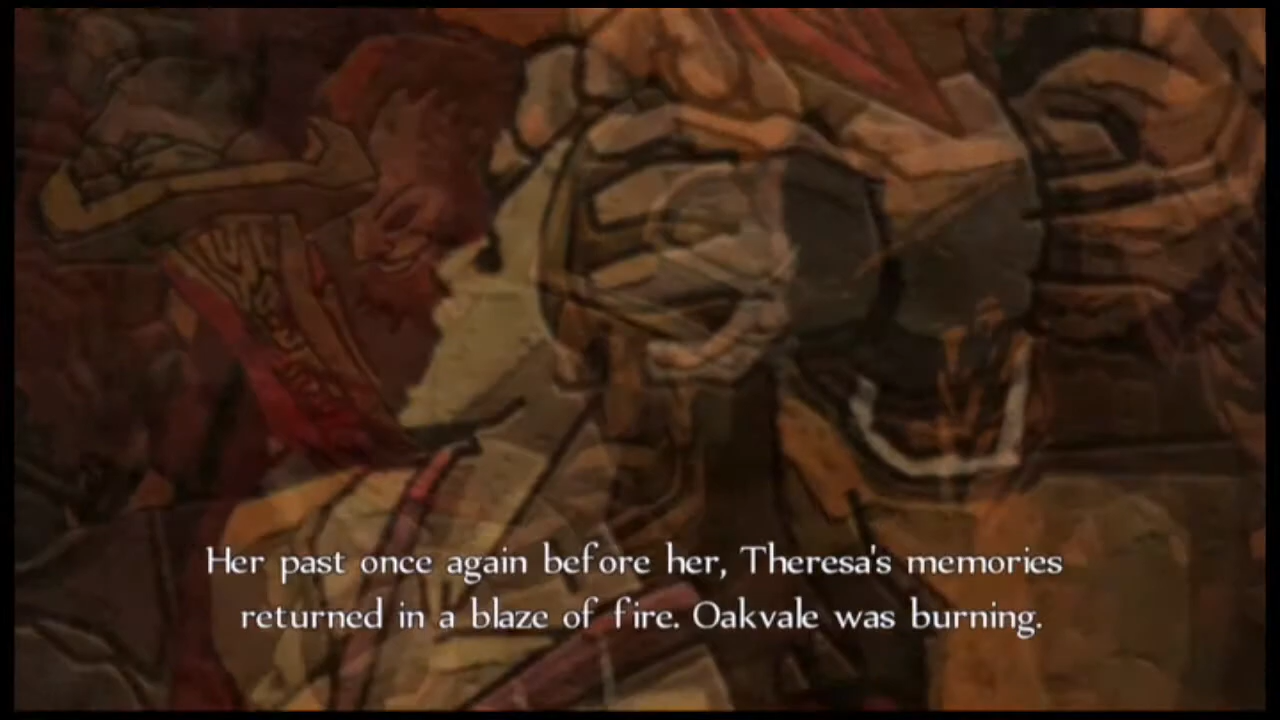 Her past once again before her, Theresa's memories
returned in a blaze of fire. Oakvale was burning.